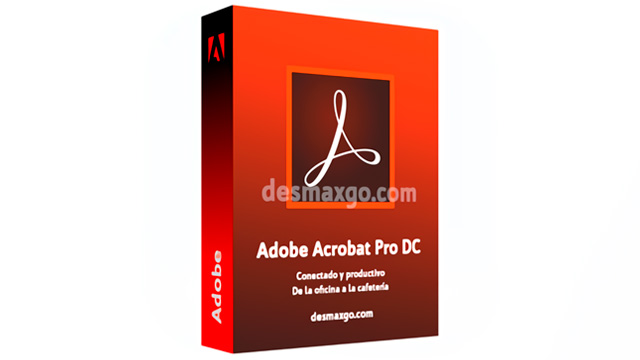 desmaxgo.com
Adobe Acrobat Pro DC
Conectado y productivo
De la oficina a la cafetería
desmaxgo.com
Adobe